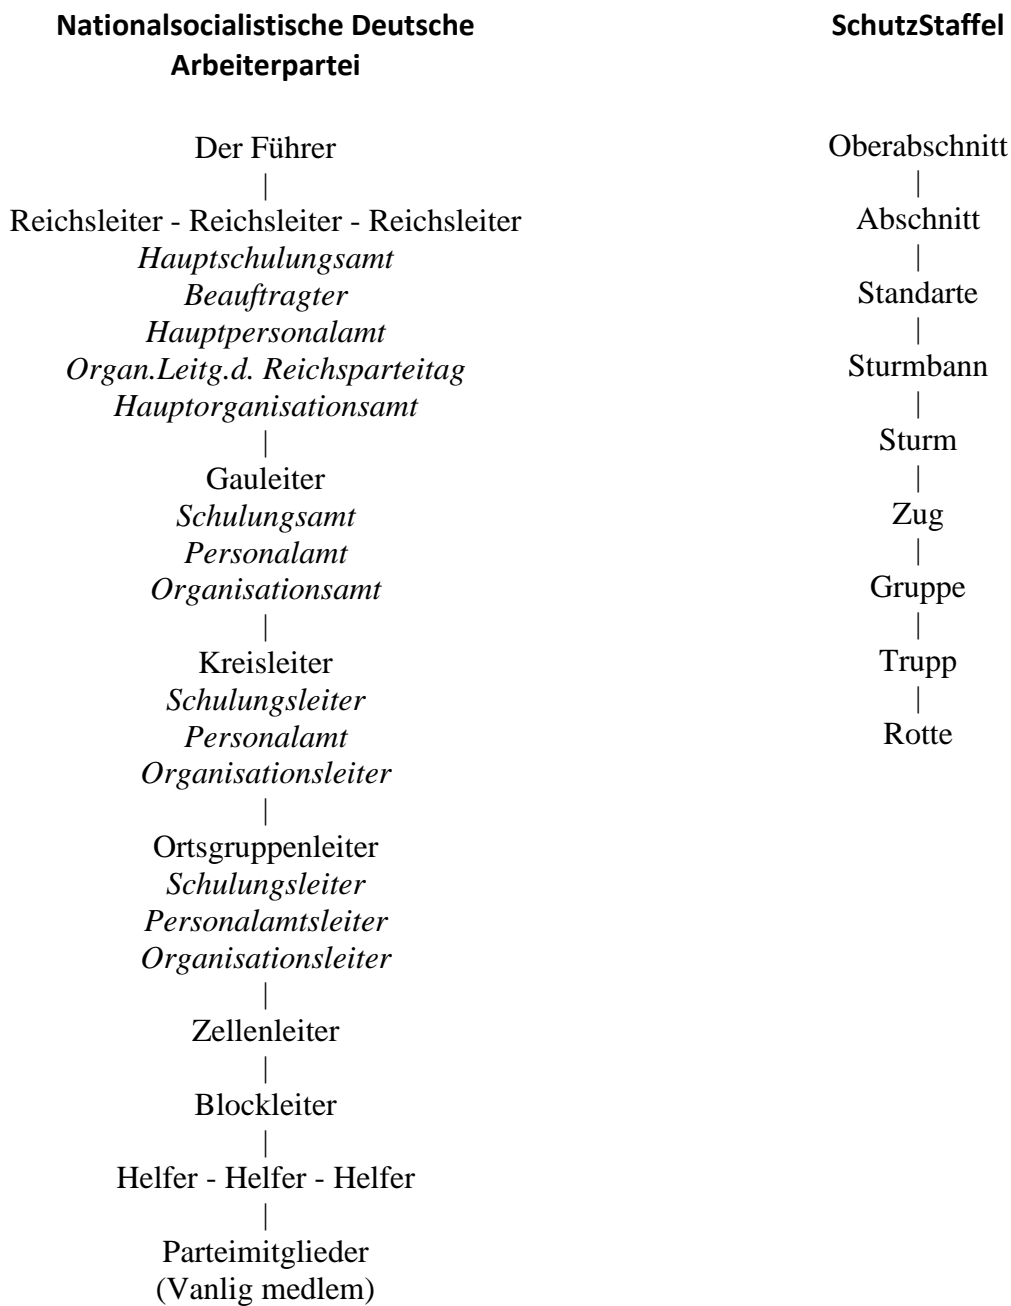 Nationalsocialistische Deutsche
Arbeiterpartei
Der Führer
|
Reichsleiter - Reichsleiter - Reichsleiter
Hauptschulungsamt
Beauftragter
Hauptpersonalamt
Organ.Leitg.d. Reichsparteitag
Hauptorganisationsamt
|
Gauleiter
Schulungsamt
Personalamt
Organisationsamt
|
Kreisleiter
Schulungsleiter
Personalamt
Organisationsleiter
|
Ortsgruppenleiter
Schulungsleiter
Personalamtsleiter
Organisationsleiter
|
Zellenleiter
|
Blockleiter
|
Helfer - Helfer - Helfer
|
Parteimitglieder
(Vanlig medlem)
SchutzStaffel
Oberabschnitt
|
Abschnitt
|
Standarte
|
Sturmbann
|
Sturm
|
Zug
|
Gruppe
|
Trupp
|
Rotte